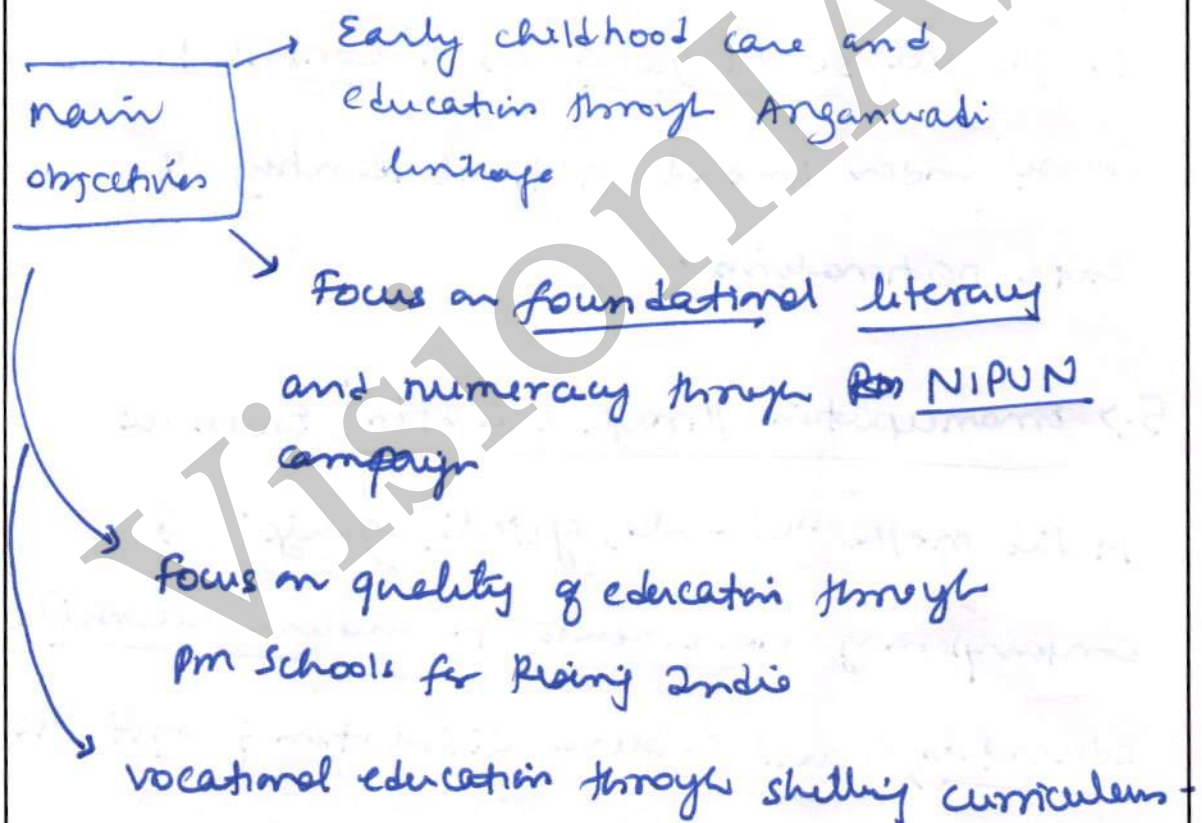 main
objectives
Early childhood care and
education through Anganwadi
linkage
Focus on foundational literacy
and numeracy through NIPUN
campaign
focus on quality of education through
PM Schools for Rising India
vocational education through skilling curriculum -
VisionIAS